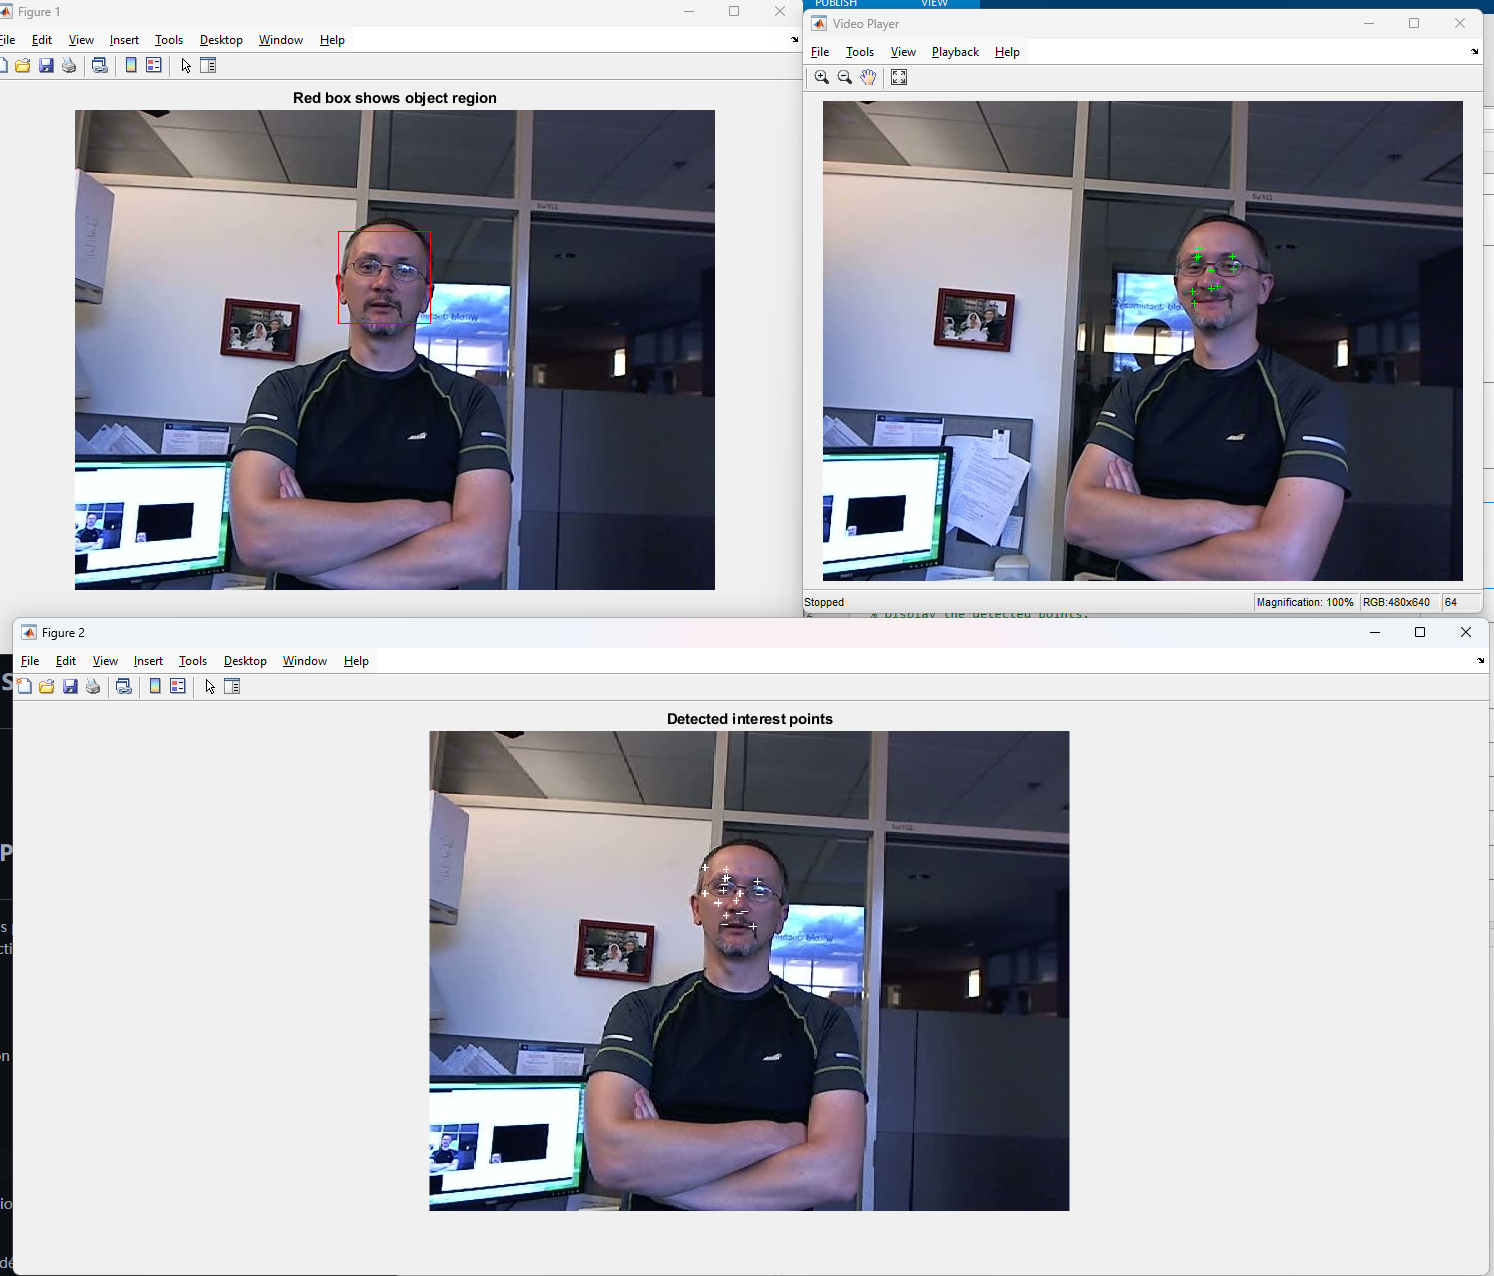 PUBLISH VIEW
Figure 1
File Edit View Insert Tools Desktop Window Help
Red box shows object region
Video Player
File Tools View Playback Help
Stopped
Magnification: 100% RGB:480x640 64
% Display the detected points.
Figure 2
File Edit View Insert Tools Desktop Window Help
Detected interest points